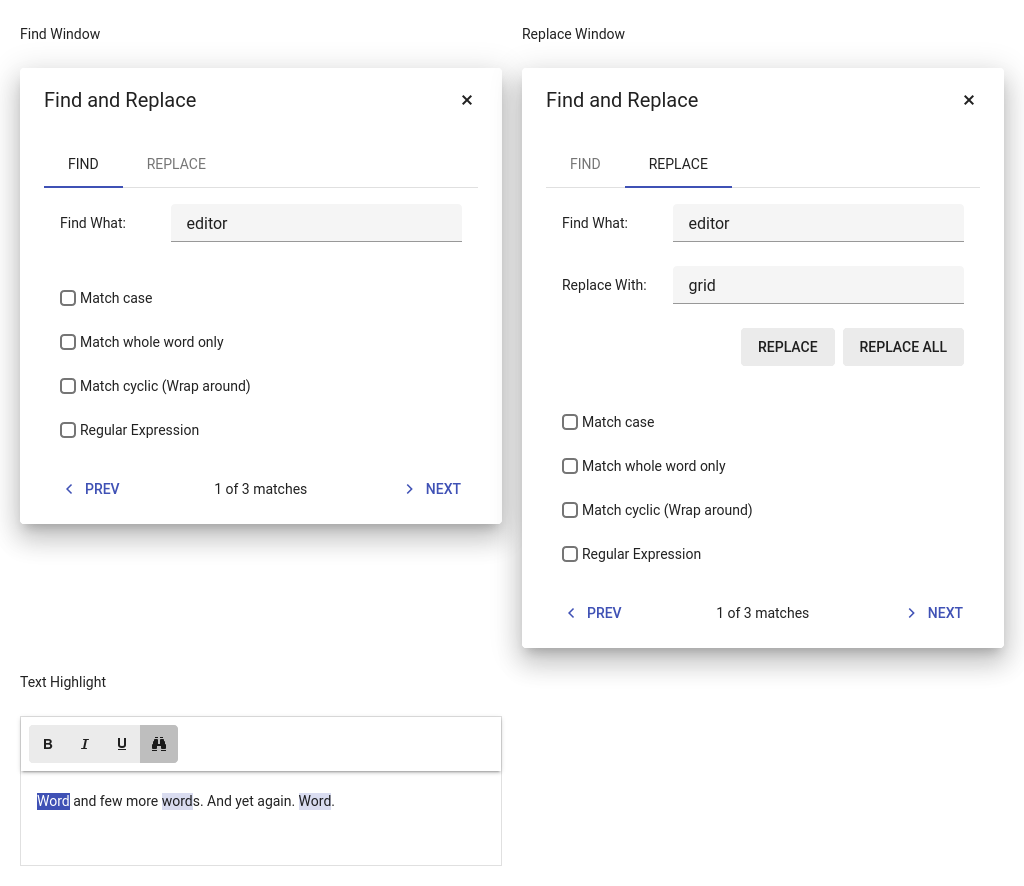 Find Window
Find and Replace
FIND REPLACE
Find What: editor
Match case
Match whole word only
Match cyclic (Wrap around)
Regular Expression
PREV 1 of 3 matches NEXT
Replace Window
Find and Replace
FIND REPLACE
Find What: editor
Replace With: grid
REPLACE REPLACE ALL
Match case
Match whole word only
Match cyclic (Wrap around)
Regular Expression
PREV 1 of 3 matches NEXT
Text Highlight
B I U
Word and few more words. And yet again. Word.